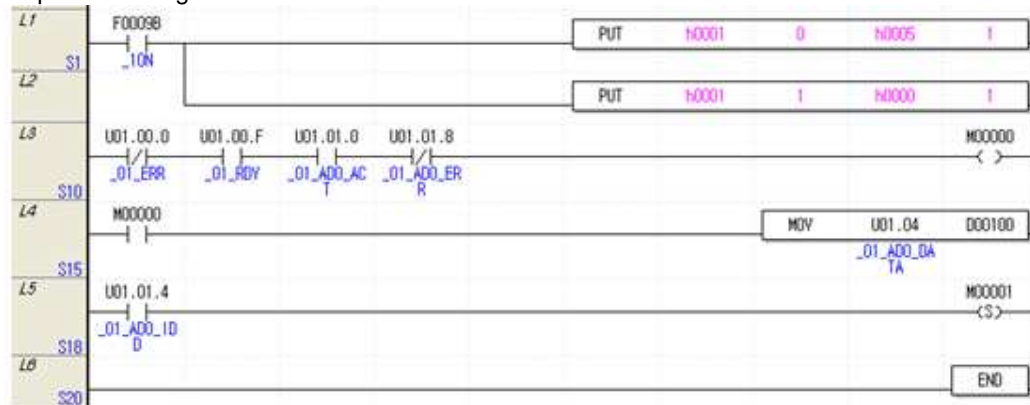 L1 F0009B PUT h0001 0 h0005 1
S1 _1ON
L2 PUT h0001 1 h0000 1
L3 U01.00.0 U01.00.F U01.01.0 U01.01.8 M00000
_01_ERR _01_RDY _01_AD0_AC _01_AD0_ER
T R
S10
L4 M00000 MOV U01.04 D00100
_01_AD0_DA
TA
S15
L5 U01.01.4 M00001
(S)
_01_AD0_ID
D
S18
L6 END
S20